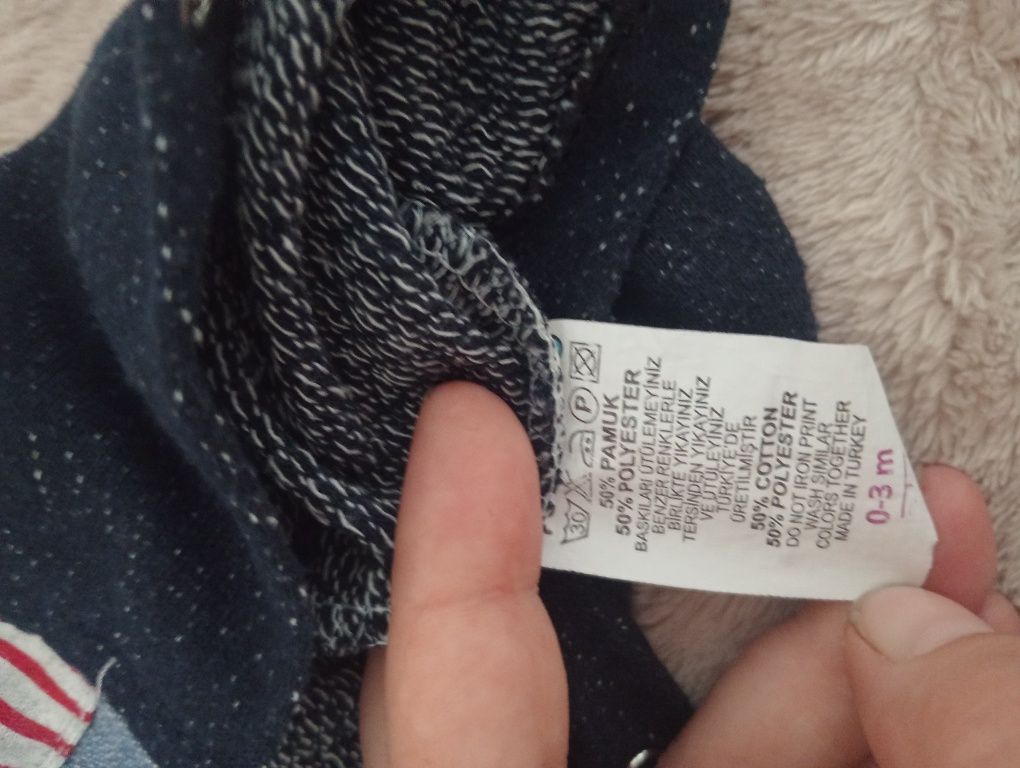 30 P
50% PAMUK
50% POLYESTER
BASKILARI ÜTÜLEMEYİNİZ
BENZER RENKLERLE
BİRLİKTE YIKAYINIZ
TERSİNDEN YIKAYINIZ
VE ÜTÜLEYİNİZ
TÜRKİYE'DE
ÜRETİLMİŞTİR
50% COTTON
50% POLYESTER
DO NOT IRON PRINT
WASH SIMILAR
COLORS TOGETHER
MADE IN TURKEY
0-3 m